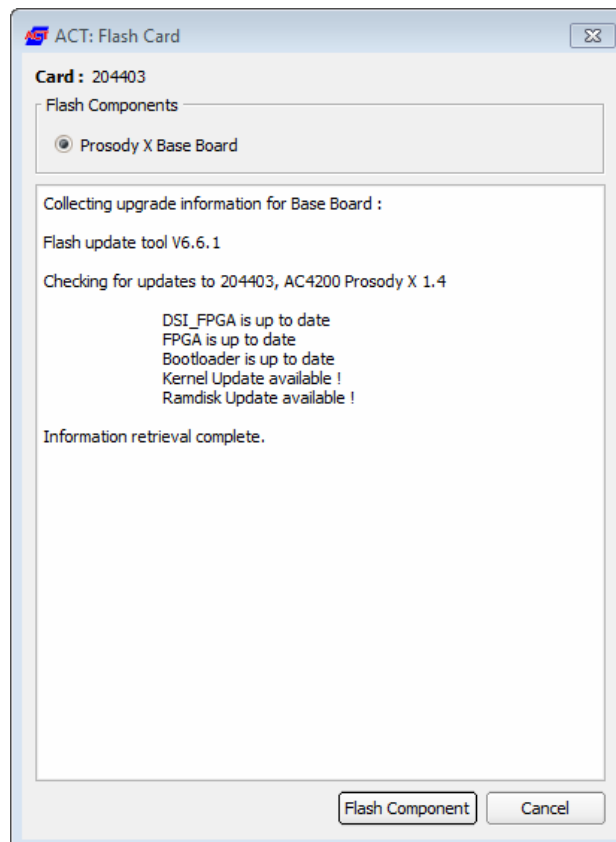 ACT: Flash Card
Card : 204403
Flash Components
Prosody X Base Board
Collecting upgrade information for Base Board :
Flash update tool V6.6.1
Checking for updates to 204403, AC4200 Prosody X 1.4
DSI_FPGA is up to date
FPGA is up to date
Bootloader is up to date
Kernel Update available !
Ramdisk Update available !
Information retrieval complete.
Flash Component Cancel